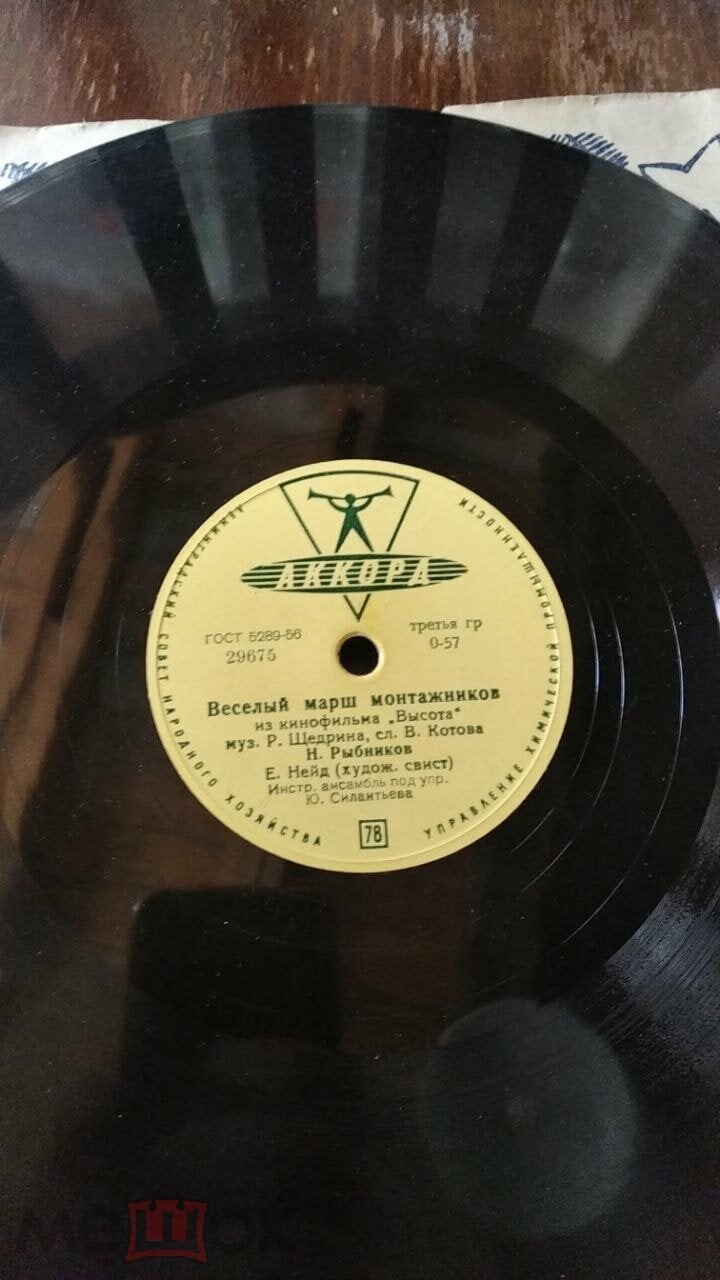 АККОРД
ЛЕНИНГРАДСКИЙ СОВЕТ НАРОДНОГО ХОЗЯЙСТВА
УПРАВЛЕНИЕ ХИМИЧЕСКОЙ ПРОМЫШЛЕННОСТИ
ГОСТ 5289-56
третья гр
29675
0-57
Веселый марш монтажников
из кинофильма „Высота“
муз. Р. Щедрина, сл. В. Котова
Н. Рыбников
Е. Нейд (худож. свист)
Инстр. ансамбль под упр.
Ю. Силантьева
78
мешок